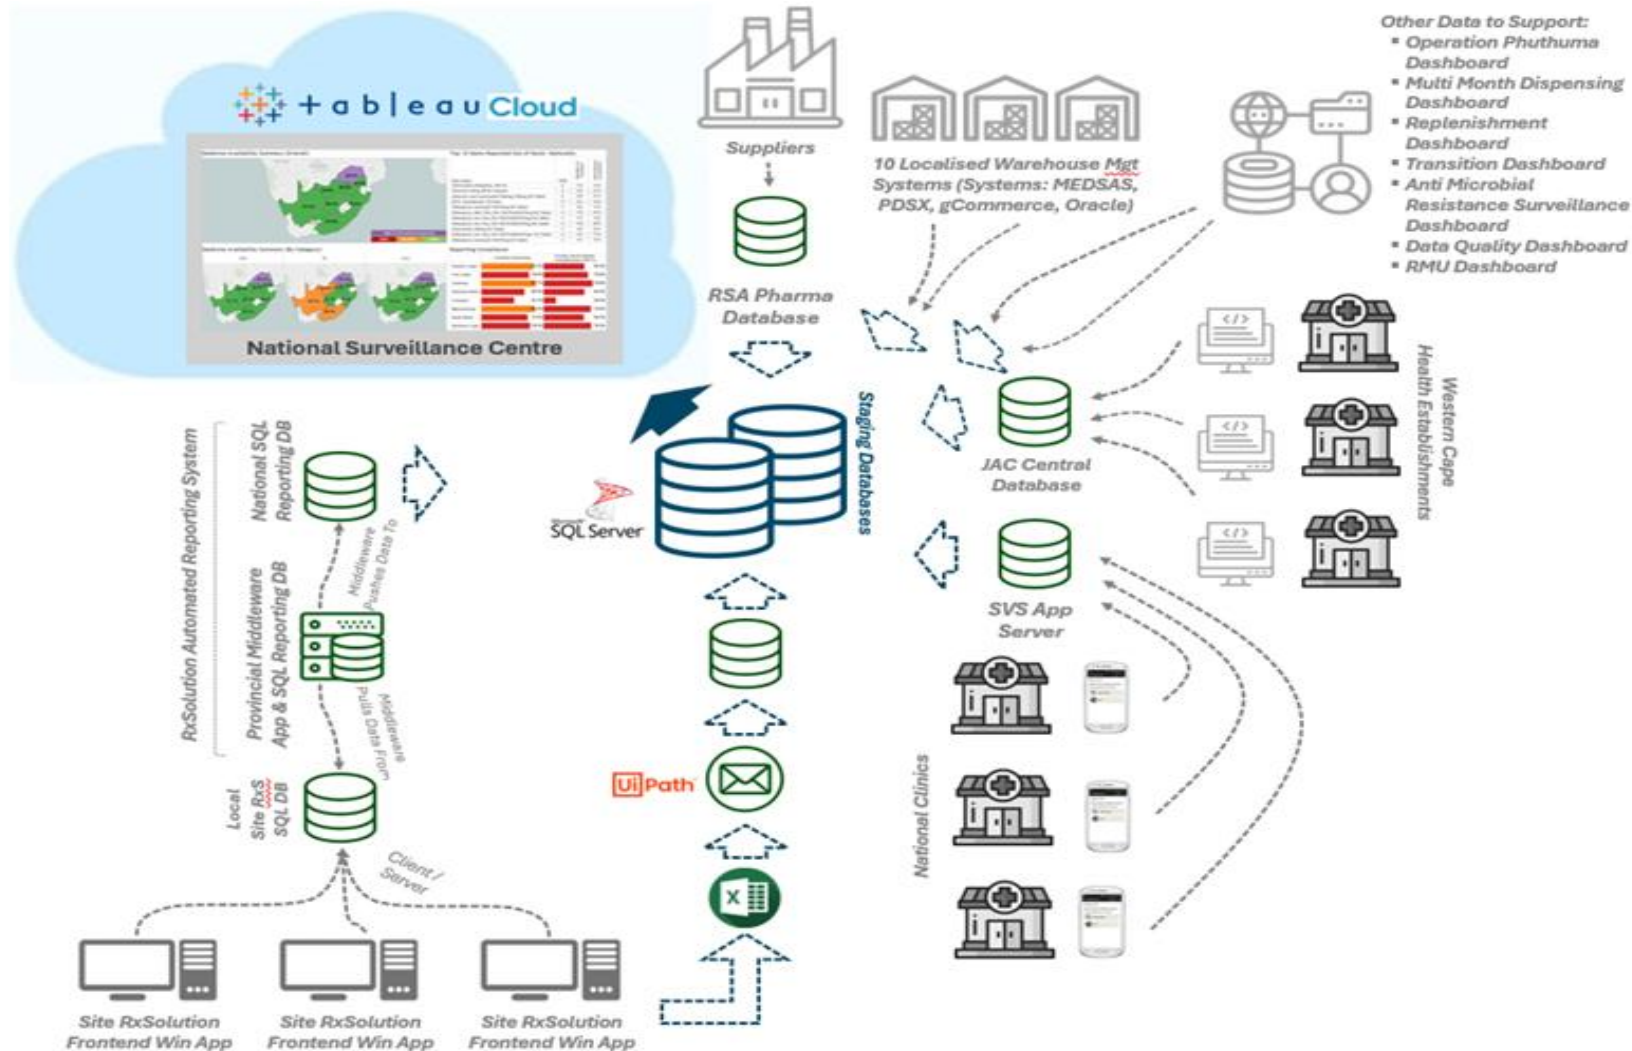 +ableau Cloud
National Surveillance Centre
Suppliers
RSA Pharma
Database
10 Localised Warehouse Mgt
Systems (Systems: MEDSAS,
PDSX, gCommerce, Oracle)
Other Data to Support:
▪ Operation Phuthuma
Dashboard
▪ Multi Month Dispensing
Dashboard
▪ Replenishment
Dashboard
▪ Transition Dashboard
▪ Anti Microbial
Resistance Surveillance
Dashboard
▪ Data Quality Dashboard
▪ RMU Dashboard
Western Cape
Health Establishments
Staging Databases
JAC Central
Database
SQL Server
SVS App
Server
National Clinics
RxSolution Automated Reporting System
National SQL
Reporting DB
Middleware
Pushes Data To
Provincial Middleware
App & SQL Reporting DB
Middleware
Pulls Data From
Local
Site RxS
SQL DB
Client /
Server
UiPath
Site RxSolution
Frontend Win App
Site RxSolution
Frontend Win App
Site RxSolution
Frontend Win App